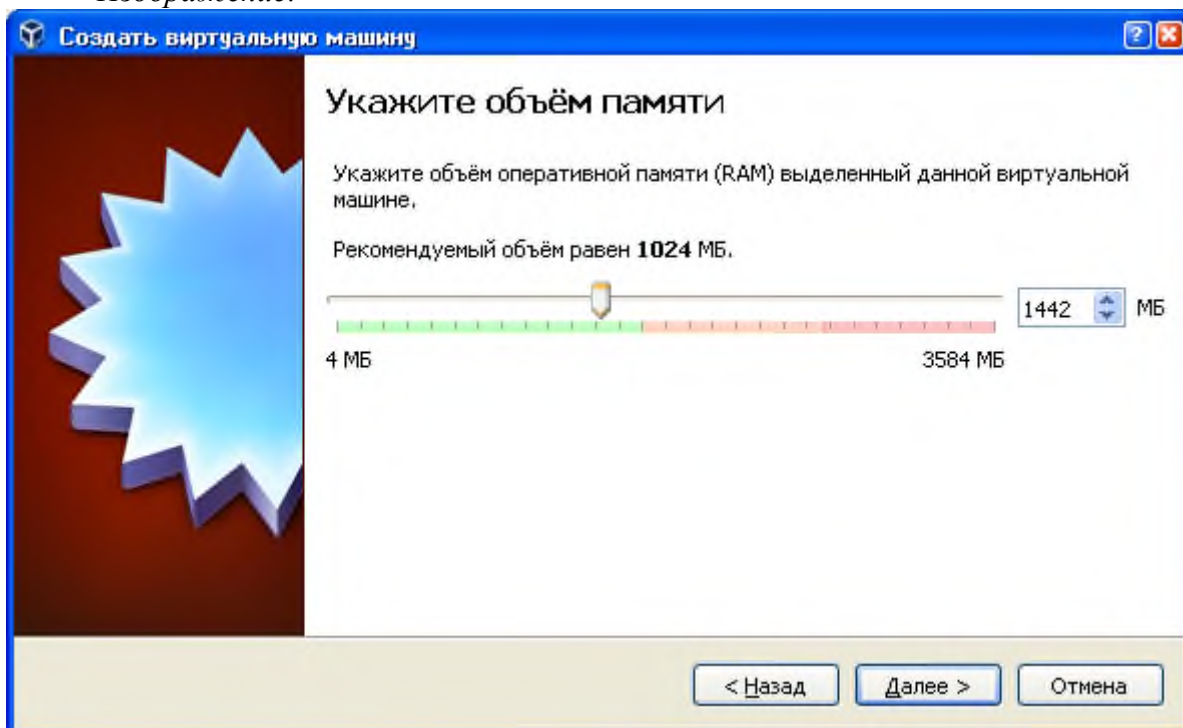 Изображение:
Создать виртуальную машину
Укажите объём памяти
Укажите объём оперативной памяти (RAM) выделенный данной виртуальной
машине.
Рекомендуемый объём равен 1024 МБ.
1442 МБ
4 МБ 3584 МБ
< Назад Далее > Отмена